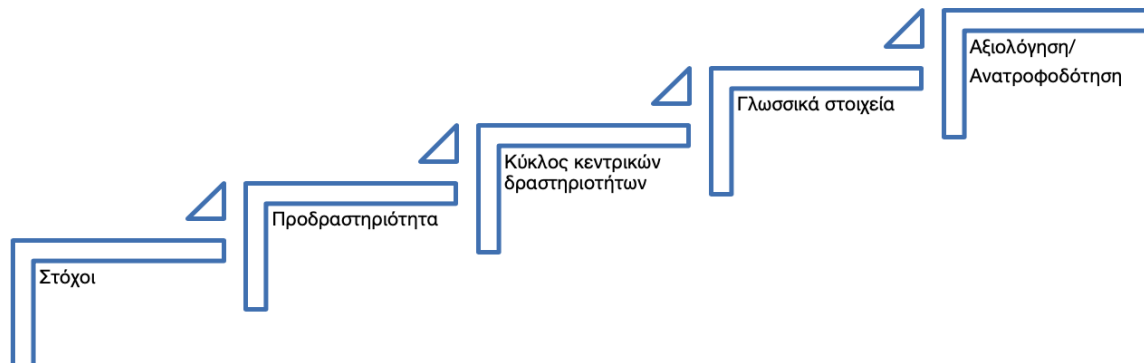 Στόχοι
Προδραστηριότητα
Κύκλος κεντρικών
δραστηριοτήτων
Γλωσσικά στοιχεία
Αξιολόγηση/
Ανατροφοδότηση